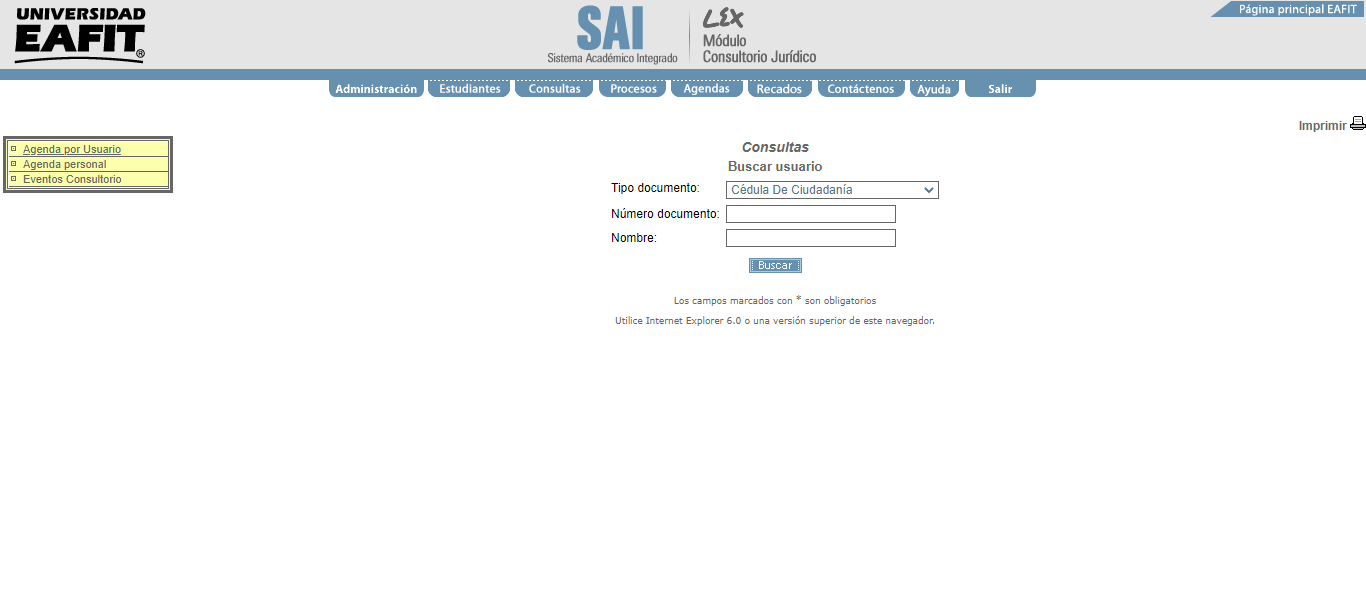 UNIVERSIDAD
EAFIT®
SAI
Sistema Académico Integrado
LEX
Módulo
Consultorio Jurídico
Página principal EAFIT
Administración Estudiantes Consultas Procesos Agendas Recados Contáctenos Ayuda Salir
Imprimir
Agenda por Usuario
Agenda personal
Eventos Consultorio
Consultas
Buscar usuario
Tipo documento: Cédula De Ciudadanía
Número documento:
Nombre:
Buscar
Los campos marcados con * son obligatorios
Utilice Internet Explorer 6.0 o una versión superior de este navegador.